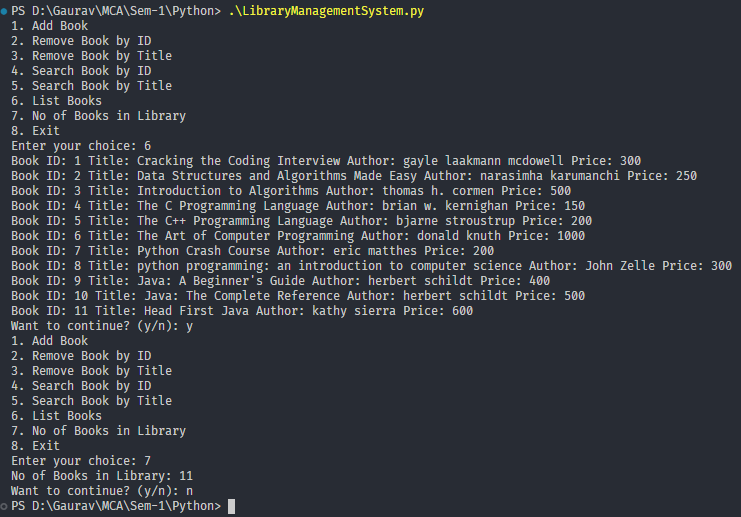 PS D:\Gaurav\MCA\Sem-1\Python> .\LibraryManagementSystem.py
1. Add Book
2. Remove Book by ID
3. Remove Book by Title
4. Search Book by ID
5. Search Book by Title
6. List Books
7. No of Books in Library
8. Exit
Enter your choice: 6
Book ID: 1 Title: Cracking the Coding Interview Author: gayle laakmann mcdowell Price: 300
Book ID: 2 Title: Data Structures and Algorithms Made Easy Author: narasimha karumanchi Price: 250
Book ID: 3 Title: Introduction to Algorithms Author: thomas h. cormen Price: 500
Book ID: 4 Title: The C Programming Language Author: brian w. kernighan Price: 150
Book ID: 5 Title: The C++ Programming Language Author: bjarne stroustrup Price: 200
Book ID: 6 Title: The Art of Computer Programming Author: donald knuth Price: 1000
Book ID: 7 Title: Python Crash Course Author: eric matthes Price: 200
Book ID: 8 Title: python programming: an introduction to computer science Author: John Zelle Price: 300
Book ID: 9 Title: Java: A Beginner's Guide Author: herbert schildt Price: 400
Book ID: 10 Title: Java: The Complete Reference Author: herbert schildt Price: 500
Book ID: 11 Title: Head First Java Author: kathy sierra Price: 600
Want to continue? (y/n): y
1. Add Book
2. Remove Book by ID
3. Remove Book by Title
4. Search Book by ID
5. Search Book by Title
6. List Books
7. No of Books in Library
8. Exit
Enter your choice: 7
No of Books in Library: 11
Want to continue? (y/n): n
PS D:\Gaurav\MCA\Sem-1\Python>